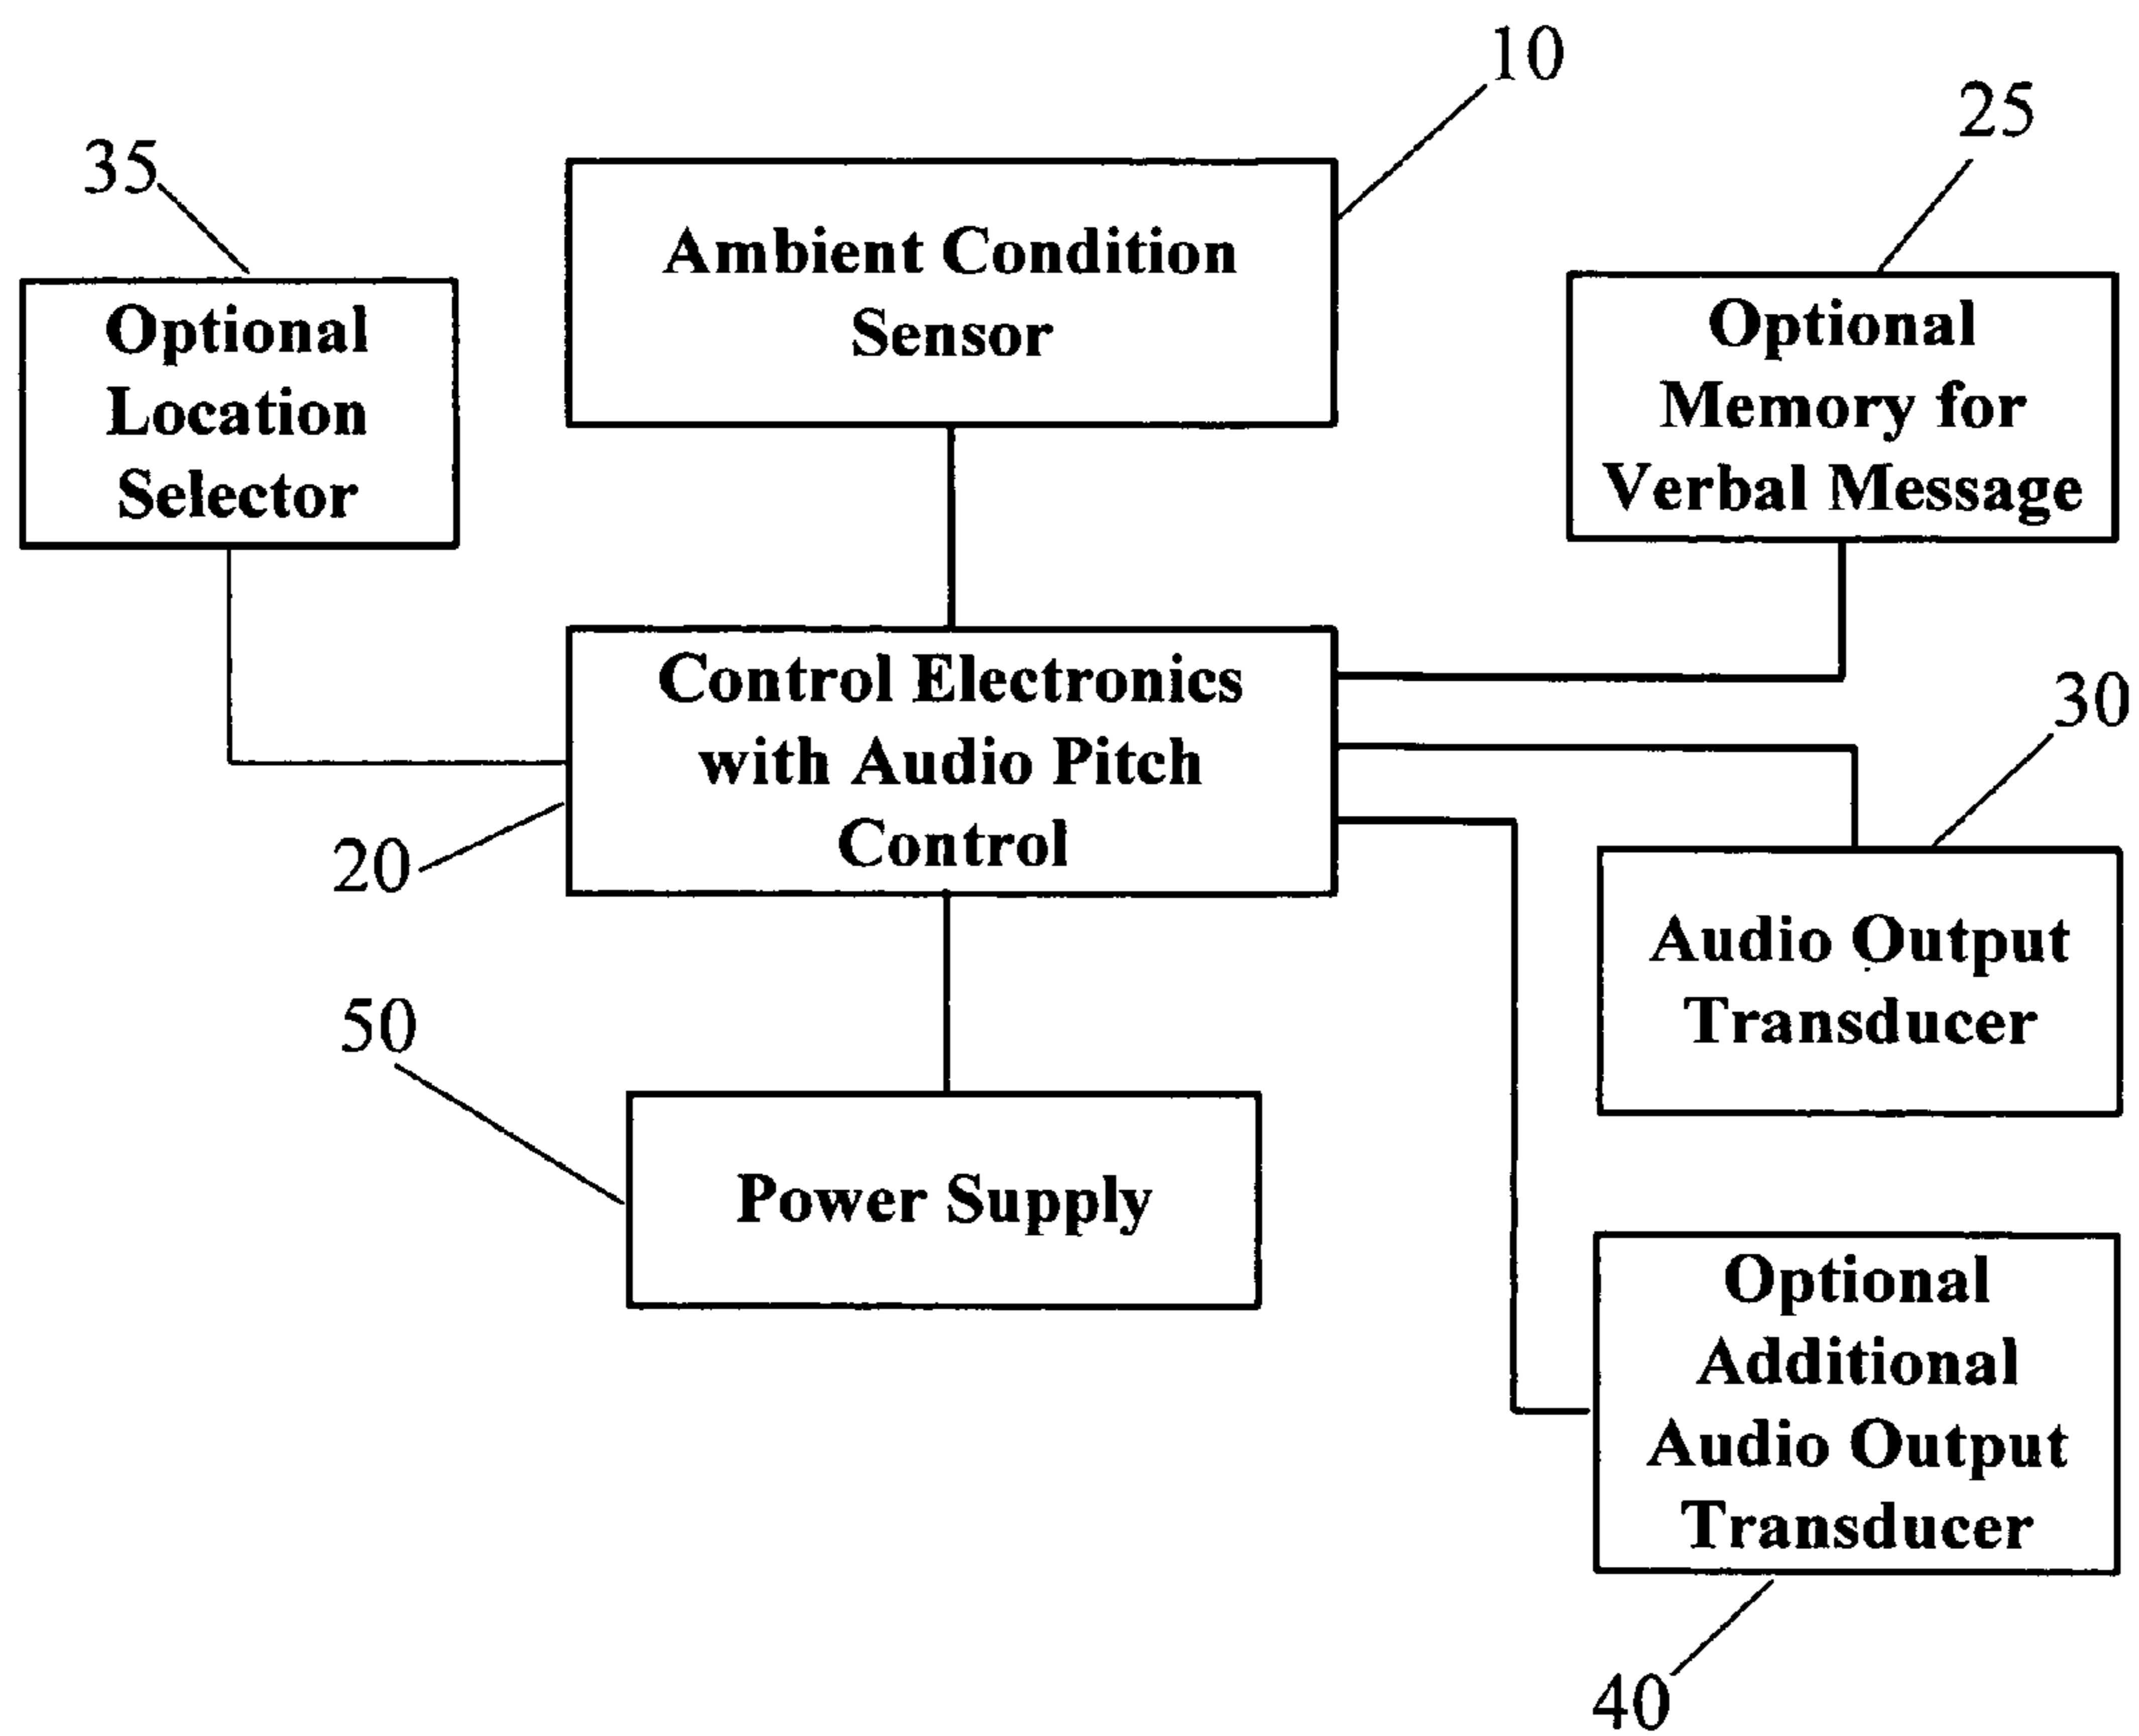 10
25
35
Ambient Condition
Sensor
Optional
Location
Selector
Optional
Memory for
Verbal Message
Control Electronics
with Audio Pitch
Control
20
30
Audio Output
Transducer
50
Power Supply
Optional
Additional
Audio Output
Transducer
40